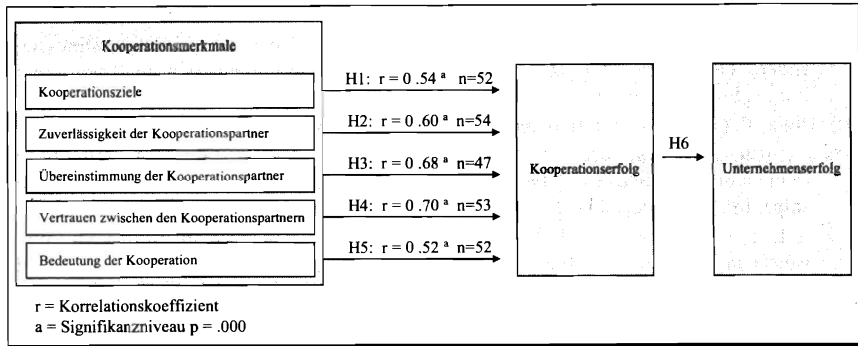 Kooperationsmerkmale
Kooperationsziele
H1: r = 0 .54 a n=52
Zuverlässigkeit der Kooperationspartner
H2: r = 0 .60 a n=54
Übereinstimmung der Kooperationspartner
H3: r = 0 .68 a n=47
Vertrauen zwischen den Kooperationspartnern
H4: r = 0 .70 a n=53
Bedeutung der Kooperation
H5: r = 0 .52 a n=52
Kooperationserfolg
H6
Unternehmenserfolg
r = Korrelationskoeffizient
a = Signifikanzniveau p = .000